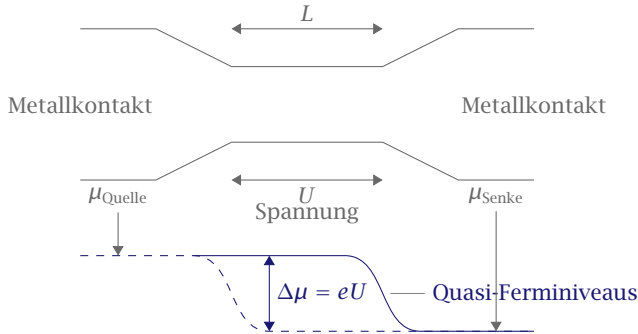 L
Metallkontakt
Metallkontakt
μQuelle
U
μSenke
Spannung
Δμ = eU
Quasi-Ferminiveaus